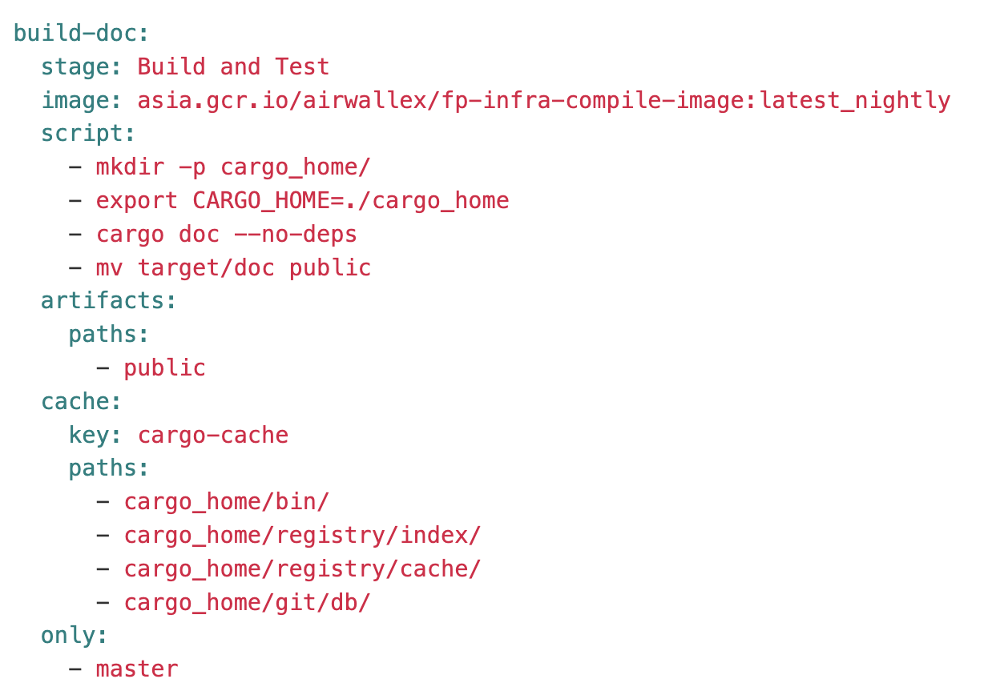 build-doc:
  stage: Build and Test
  image: asia.gcr.io/airwallex/fp-infra-compile-image:latest_nightly
  script:
    - mkdir -p cargo_home/
    - export CARGO_HOME=./cargo_home
    - cargo doc --no-deps
    - mv target/doc public
  artifacts:
    paths:
      - public
  cache:
    key: cargo-cache
    paths:
      - cargo_home/bin/
      - cargo_home/registry/index/
      - cargo_home/registry/cache/
      - cargo_home/git/db/
  only:
    - master